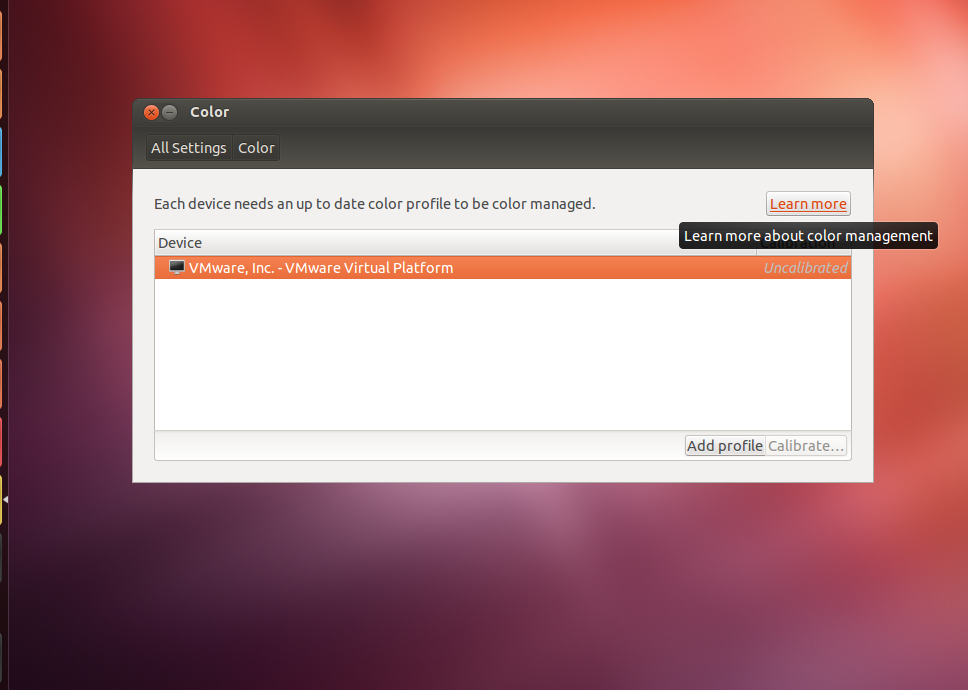 Color
All Settings Color
Each device needs an up to date color profile to be color managed.
Learn more
Learn more about color management
Device
VMware, Inc. - VMware Virtual Platform
Uncalibrated
Add profile Calibrate...